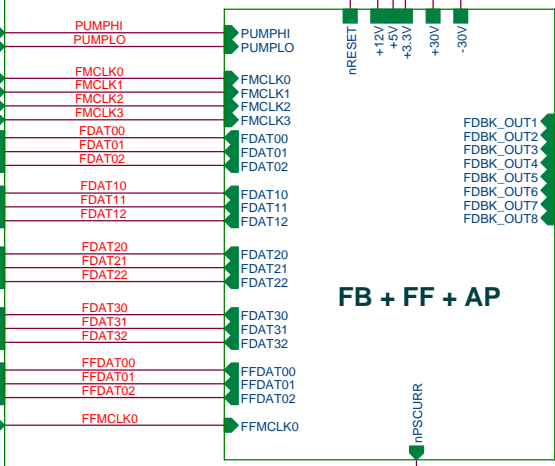 PUMPHI
PUMPLO
FMCLK0
FMCLK1
FMCLK2
FMCLK3
FDAT00
FDAT01
FDAT02
FDAT10
FDAT11
FDAT12
FDAT20
FDAT21
FDAT22
FDAT30
FDAT31
FDAT32
FFDAT00
FFDAT01
FFDAT02
FFMCLK0
PUMPHI
PUMPLO
FMCLK0
FMCLK1
FMCLK2
FMCLK3
FDAT00
FDAT01
FDAT02
FDAT10
FDAT11
FDAT12
FDAT20
FDAT21
FDAT22
FDAT30
FDAT31
FDAT32
FFDAT00
FFDAT01
FFDAT02
FFMCLK0
nRESET
+12V
+5V
+3.3V
+30V
-30V
FDBK_OUT1
FDBK_OUT2
FDBK_OUT3
FDBK_OUT4
FDBK_OUT5
FDBK_OUT6
FDBK_OUT7
FDBK_OUT8
FB + FF + AP
nPSCURR